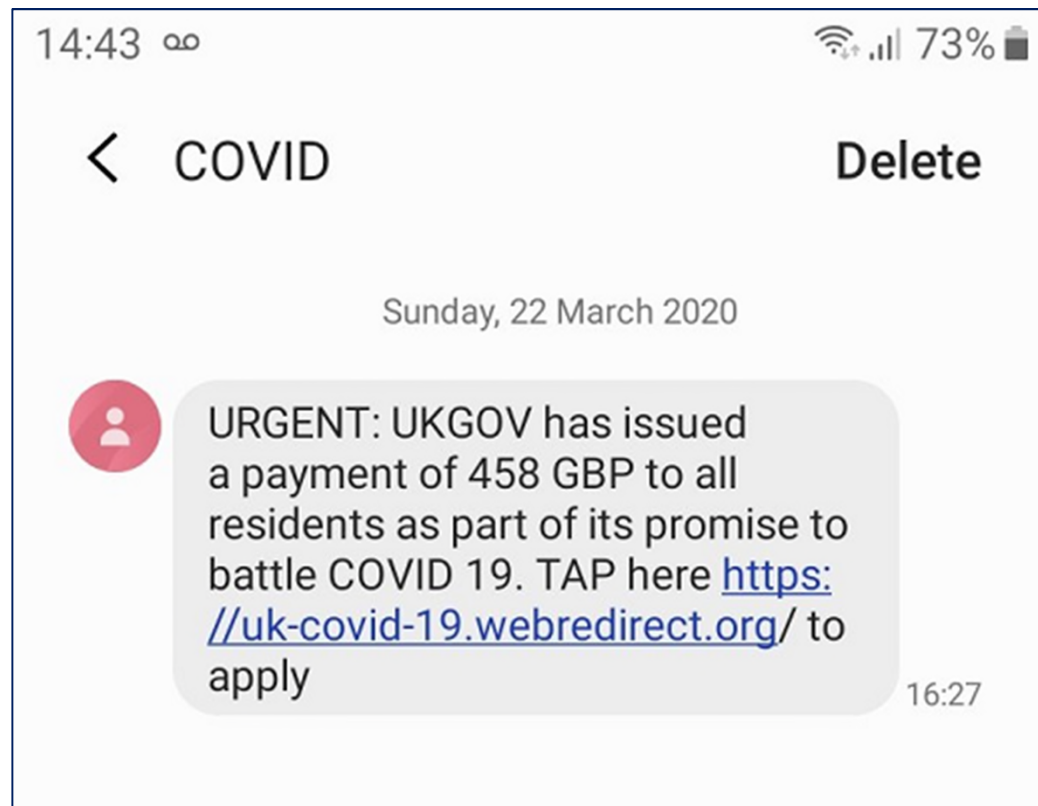 14:43 73%
COVID Delete
Sunday, 22 March 2020
URGENT: UKGOV has issued
a payment of 458 GBP to all
residents as part of its promise to
battle COVID 19. TAP here https:
//uk-covid-19.webredirect.org/ to
apply
16:27